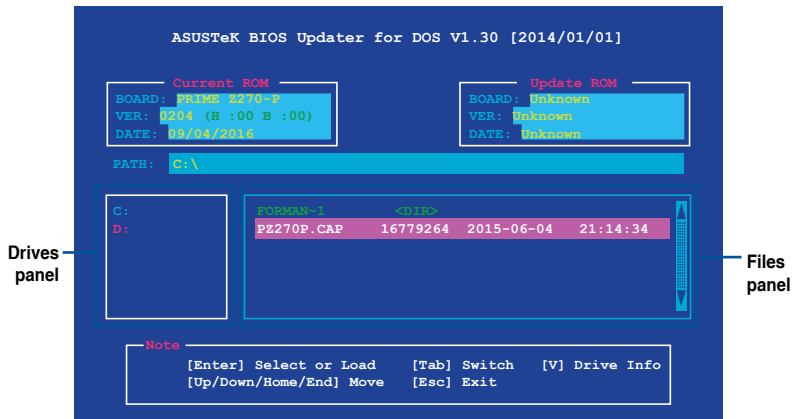 ASUSTeK BIOS Updater for DOS V1.30 [2014/01/01]
Current ROM
BOARD: PRIME Z270-P
VER: 0204 (H :00 B :00)
DATE: 09/04/2016
Update ROM
BOARD: Unknown
VER: Unknown
DATE: Unknown
PATH: C:\
C:
D:
FORMAN~1 <DIR>
PZ270P.CAP 16779264 2015-06-04 21:14:34
Drives panel
Files panel
Note
[Enter] Select or Load [Tab] Switch [V] Drive Info
[Up/Down/Home/End] Move [Esc] Exit